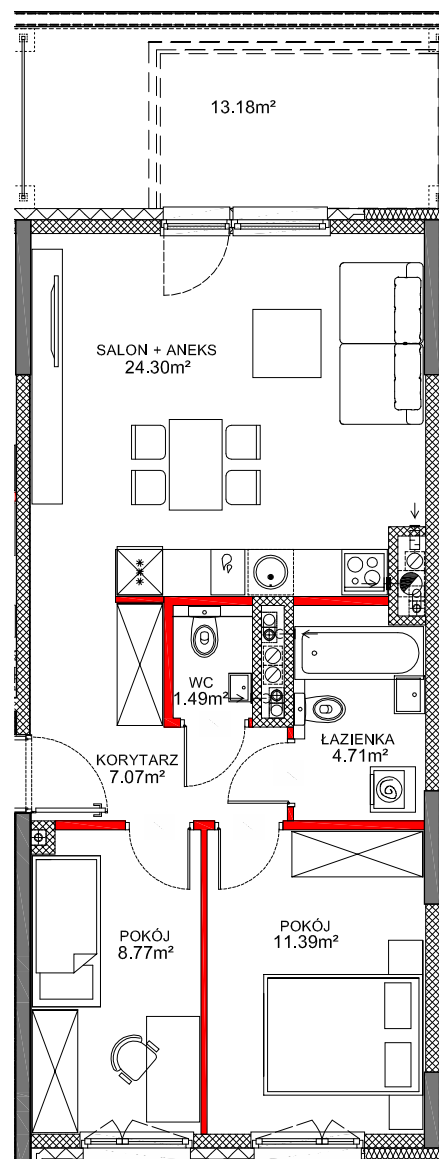 13.18m²
SALON + ANEKS
24.30m²
WC
1.49m²
KORYTARZ
7.07m²
ŁAZIENKA
4.71m²
POKÓJ
8.77m²
POKÓJ
11.39m²